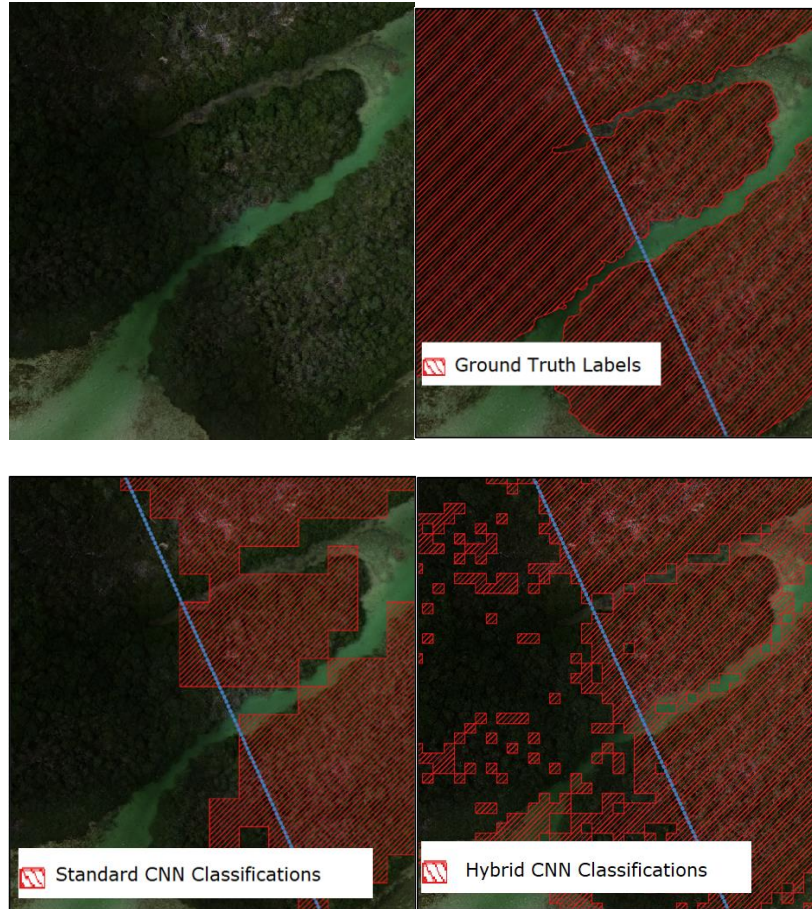 Ground Truth Labels
Standard CNN Classifications
Hybrid CNN Classifications